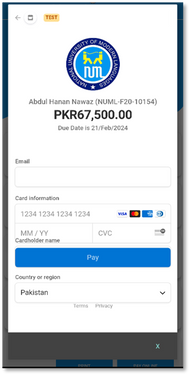 TEST
NATIONAL UNIVERSITY OF MODERN LANGUAGES
NUML
Abdul Hanan Nawaz (NUML-F20-10154)
PKR67,500.00
Due Date is 21/Feb/2024
Email
Card information
1234 1234 1234 1234 VISA
MM / YY CVC
Cardholder name
Pay
Country or region
Pakistan
Terms Privacy
X